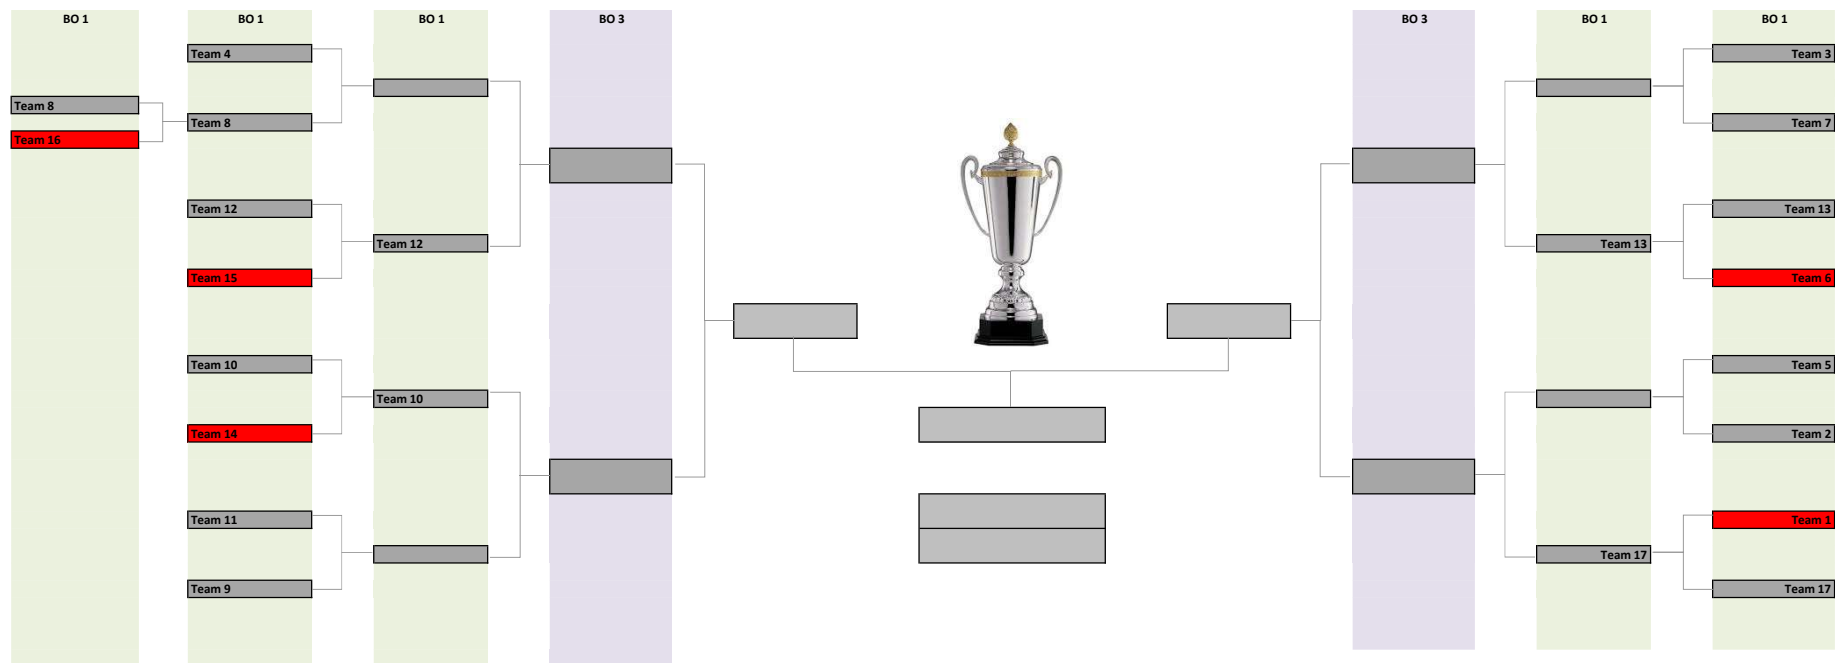 BO 1 BO 1 BO 1 BO 3 BO 3 BO 1 BO 1
Team 4 Team 3
Team 8
Team 8 Team 7
Team 16
Team 12 Team 13
Team 12 Team 13
Team 15 Team 6
Team 10 Team 5
Team 10
Team 14 Team 2
Team 11 Team 1
Team 17
Team 9 Team 17